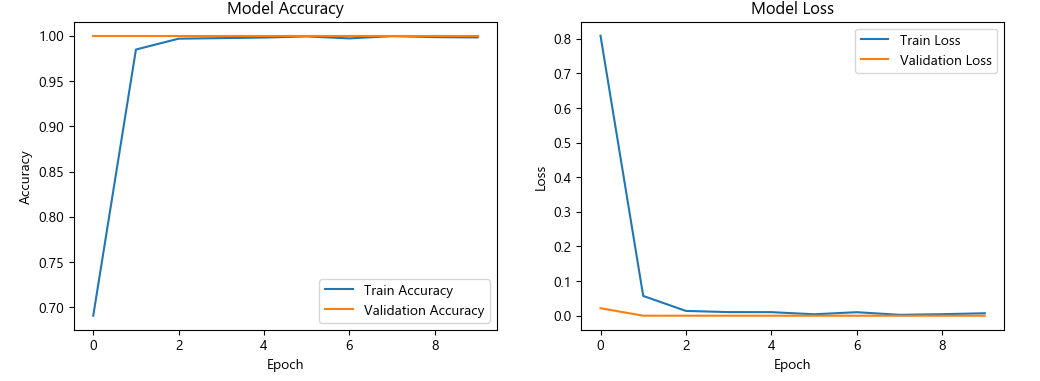 Model Accuracy
1.00
0.95
0.90
0.85
0.80
0.75
0.70
Accuracy
Train Accuracy
Validation Accuracy
0 2 4 6 8
Epoch
Model Loss
0.8
0.7
0.6
0.5
0.4
0.3
0.2
0.1
0.0
Loss
Train Loss
Validation Loss
0 2 4 6 8
Epoch